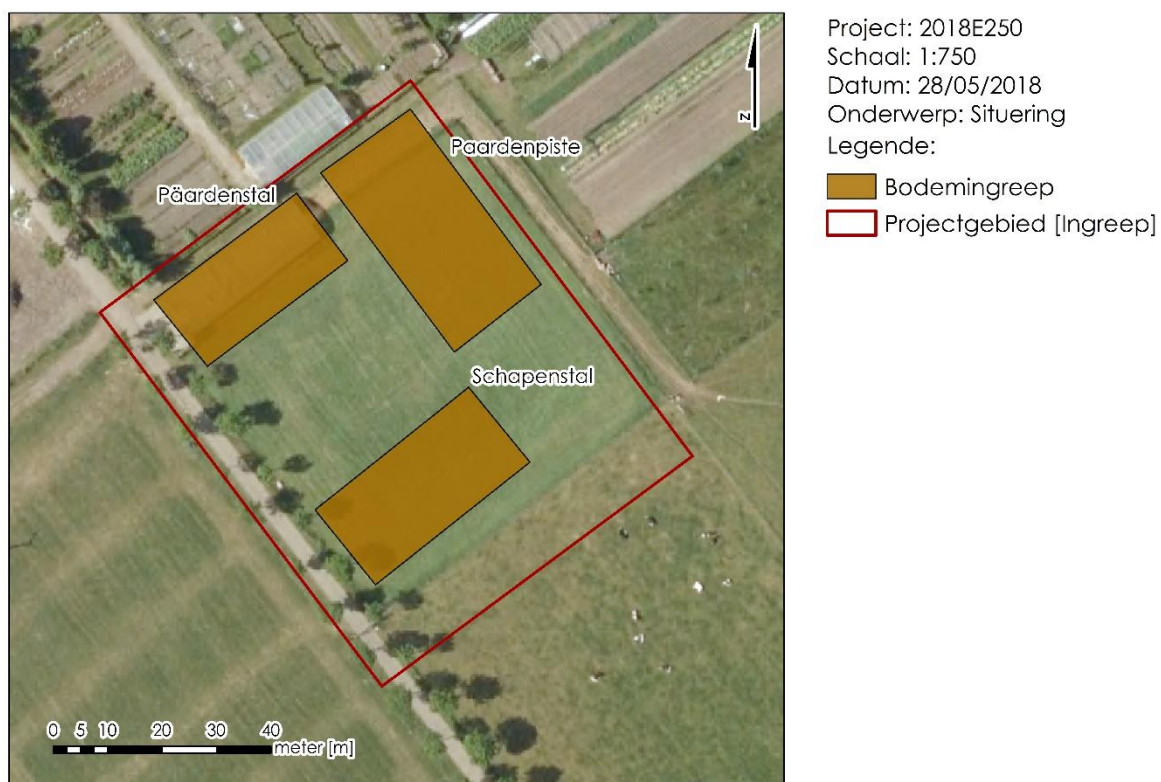 Project: 2018E250
Schaal: 1:750
Datum: 28/05/2018
Onderwerp: Situering
Legende:
Bodemingreep
Projectgebied [Ingreep]
z
Paardenpiste
Päardenstal
Schapenstal
0 5 10 20 30 40
meter [m]